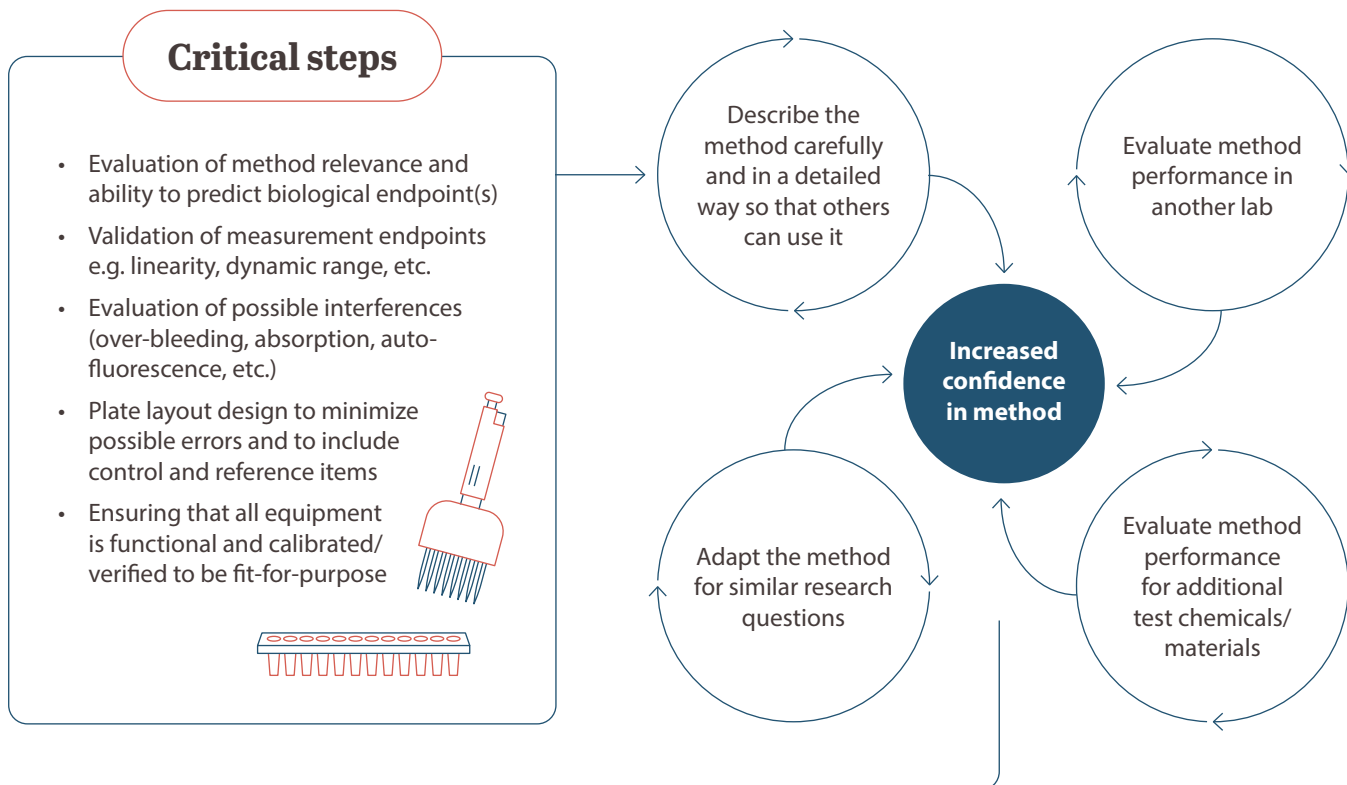 Critical steps
• Evaluation of method relevance and
ability to predict biological endpoint(s)
• Validation of measurement endpoints
e.g. linearity, dynamic range, etc.
• Evaluation of possible interferences
(over-bleeding, absorption, auto-
fluorescence, etc.)
• Plate layout design to minimize
possible errors and to include
control and reference items
• Ensuring that all equipment
is functional and calibrated/
verified to be fit-for-purpose
Describe the
method carefully
and in a detailed
way so that others
can use it
Evaluate method
performance in
another lab
Increased
confidence
in method
Adapt the method
for similar research
questions
Evaluate method
performance
for additional
test chemicals/
materials